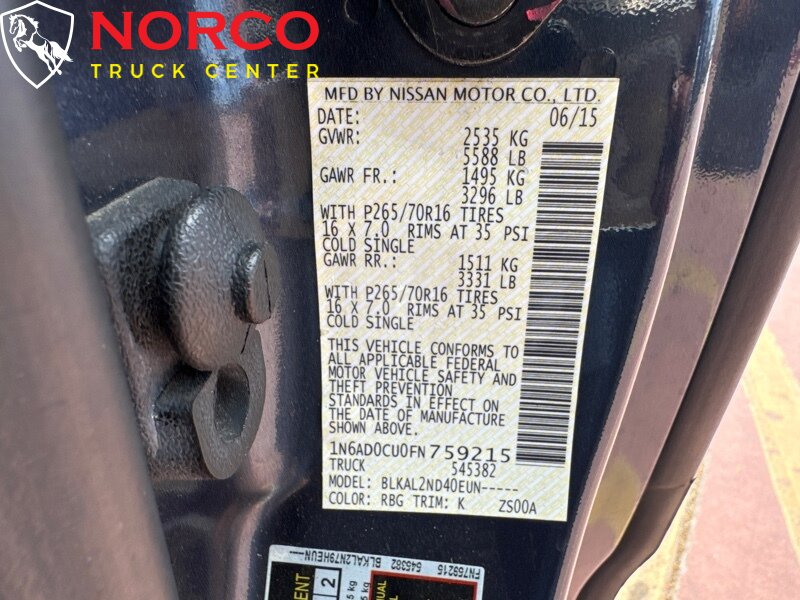 NORCO
TRUCK CENTER
MFD BY NISSAN MOTOR CO., LTD.
DATE: 06/15
GVWR: 2535 KG
5588 LB
GAWR FR.: 1495 KG
3296 LB
WITH P265/70R16 TIRES
16 X 7.0 RIMS AT 35 PSI
COLD SINGLE
GAWR RR.: 1511 KG
3331 LB
WITH P265/70R16 TIRES
16 X 7.0 RIMS AT 35 PSI
COLD SINGLE
THIS VEHICLE CONFORMS TO
ALL APPLICABLE FEDERAL
MOTOR VEHICLE SAFETY AND
THEFT PREVENTION
STANDARDS IN EFFECT ON
THE DATE OF MANUFACTURE
SHOWN ABOVE.
1N6AD0CU0FN759215
TRUCK 545382
MODEL: BLKAL2ND40EUN-----
COLOR: RBG TRIM: K ZS00A
FN759215 545382 BLKAL2N79HEUN----
2